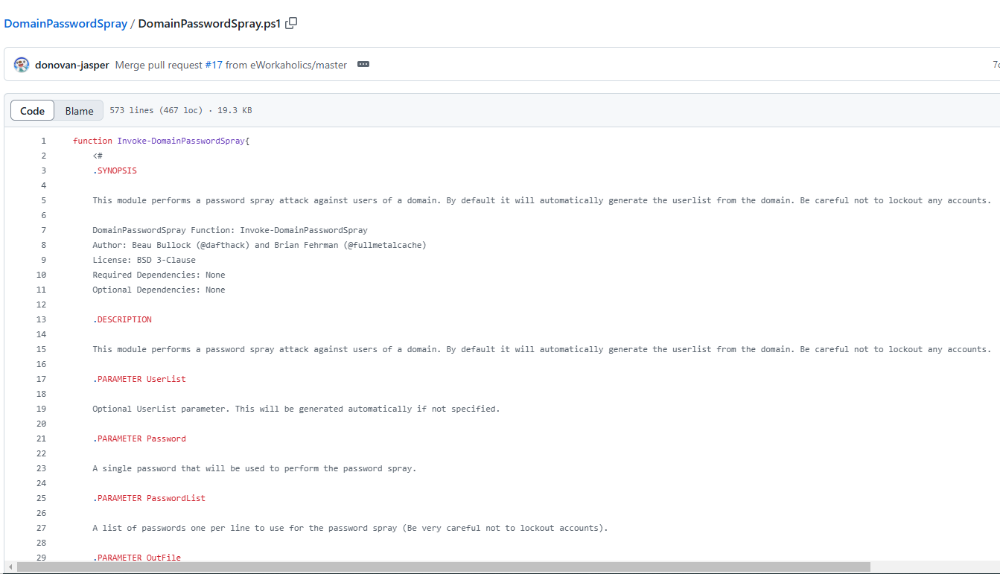 DomainPasswordSpray / DomainPasswordSpray.ps1
donovan-jasper Merge pull request #17 from eWorkaholics/master
Code Blame 573 lines (467 loc) · 19.3 KB
1 function Invoke-DomainPasswordSpray{
2 <#
3 .SYNOPSIS
4
5 This module performs a password spray attack against users of a domain. By default it will automatically generate the userlist from the domain. Be careful not to lockout any accounts.
6
7 DomainPasswordSpray Function: Invoke-DomainPasswordSpray
8 Author: Beau Bullock (@dafthack) and Brian Fehrman (@fullmetalcache)
9 License: BSD 3-Clause
10 Required Dependencies: None
11 Optional Dependencies: None
12
13 .DESCRIPTION
14
15 This module performs a password spray attack against users of a domain. By default it will automatically generate the userlist from the domain. Be careful not to lockout any accounts.
16
17 .PARAMETER UserList
18
19 Optional UserList parameter. This will be generated automatically if not specified.
20
21 .PARAMETER Password
22
23 A single password that will be used to perform the password spray.
24
25 .PARAMETER PasswordList
26
27 A list of passwords one per line to use for the password spray (Be very careful not to lockout accounts).
28
29 .PARAMETER OutFile